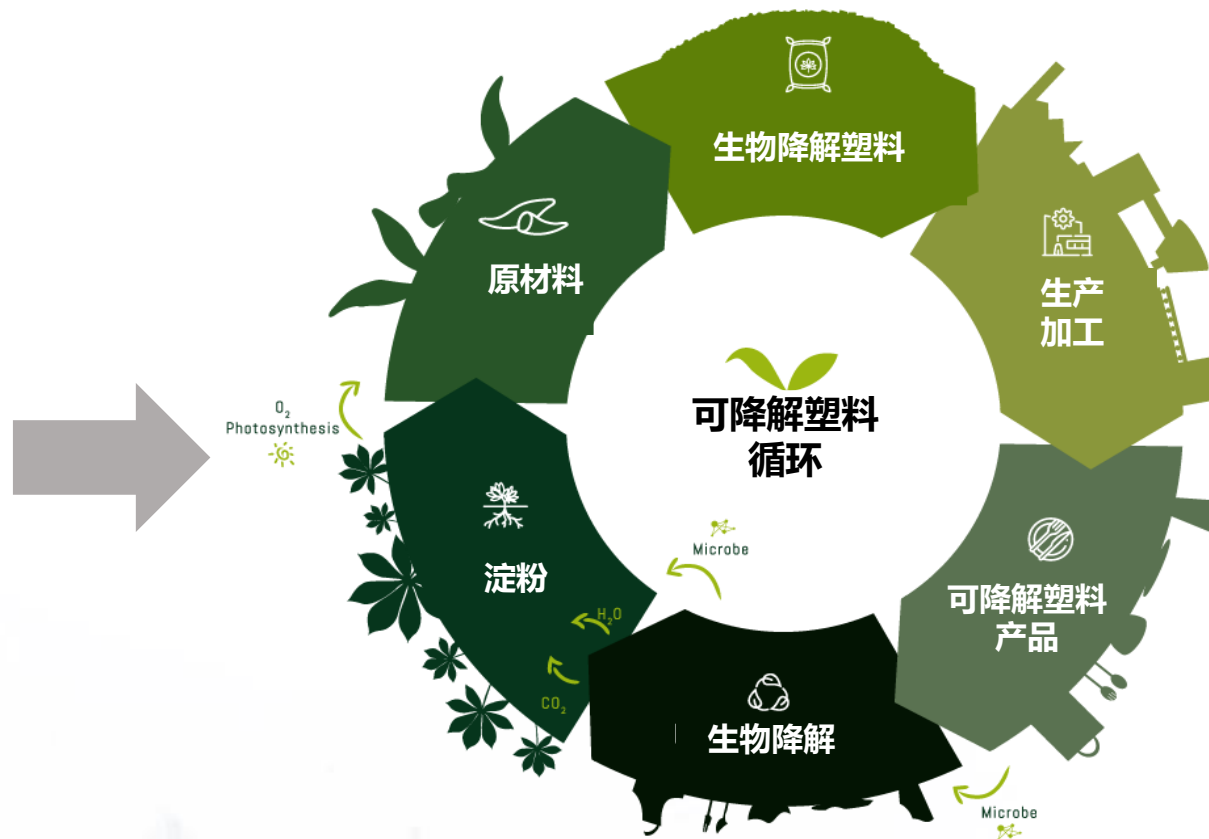 生物降解塑料
原材料
生产
加工
可降解塑料
循环
O₂
Photosynthesis
淀粉
Microbe
H₂O
CO₂
可降解塑料
产品
生物降解
Microbe